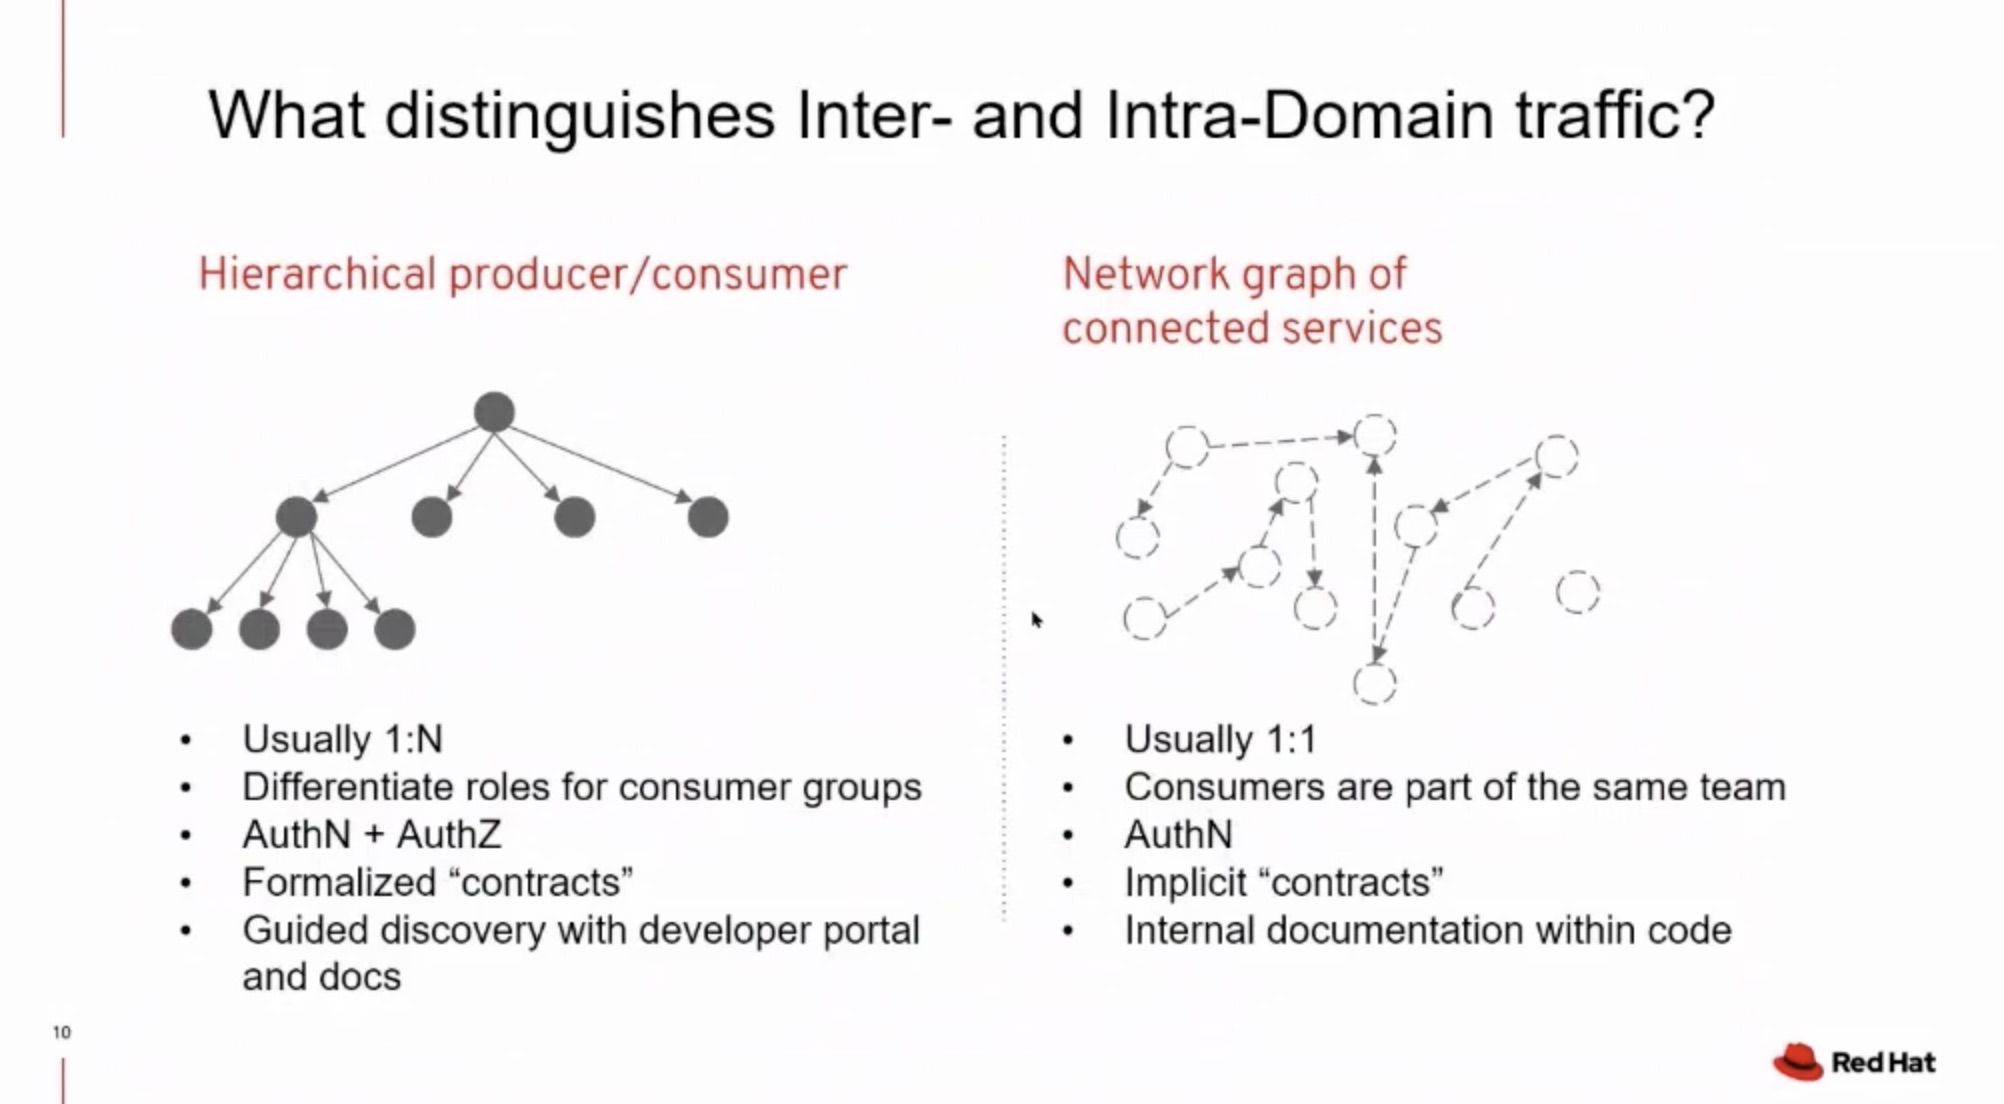 What distinguishes Inter- and Intra-Domain traffic?
Hierarchical producer/consumer
• Usually 1:N
• Differentiate roles for consumer groups
• AuthN + AuthZ
• Formalized “contracts”
• Guided discovery with developer portal
and docs
Network graph of
connected services
• Usually 1:1
• Consumers are part of the same team
• AuthN
• Implicit “contracts”
• Internal documentation within code
10
Red Hat